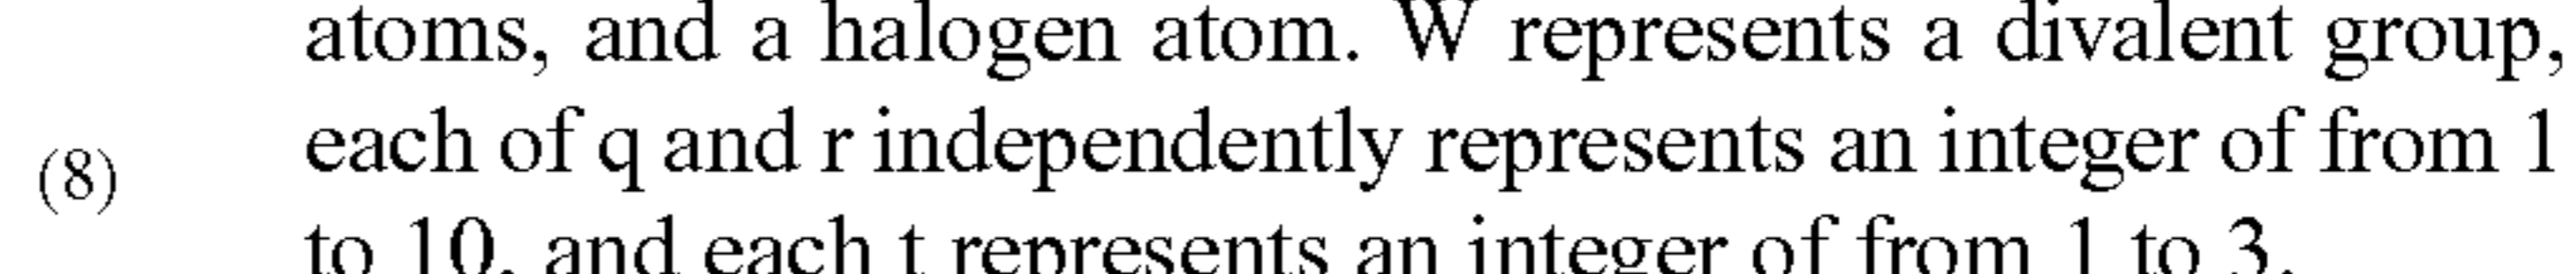 atoms, and a halogen atom. W represents a divalent group,
each of q and r independently represents an integer of from 1
(8)
to 10, and each t represents an integer of from 1 to 3.